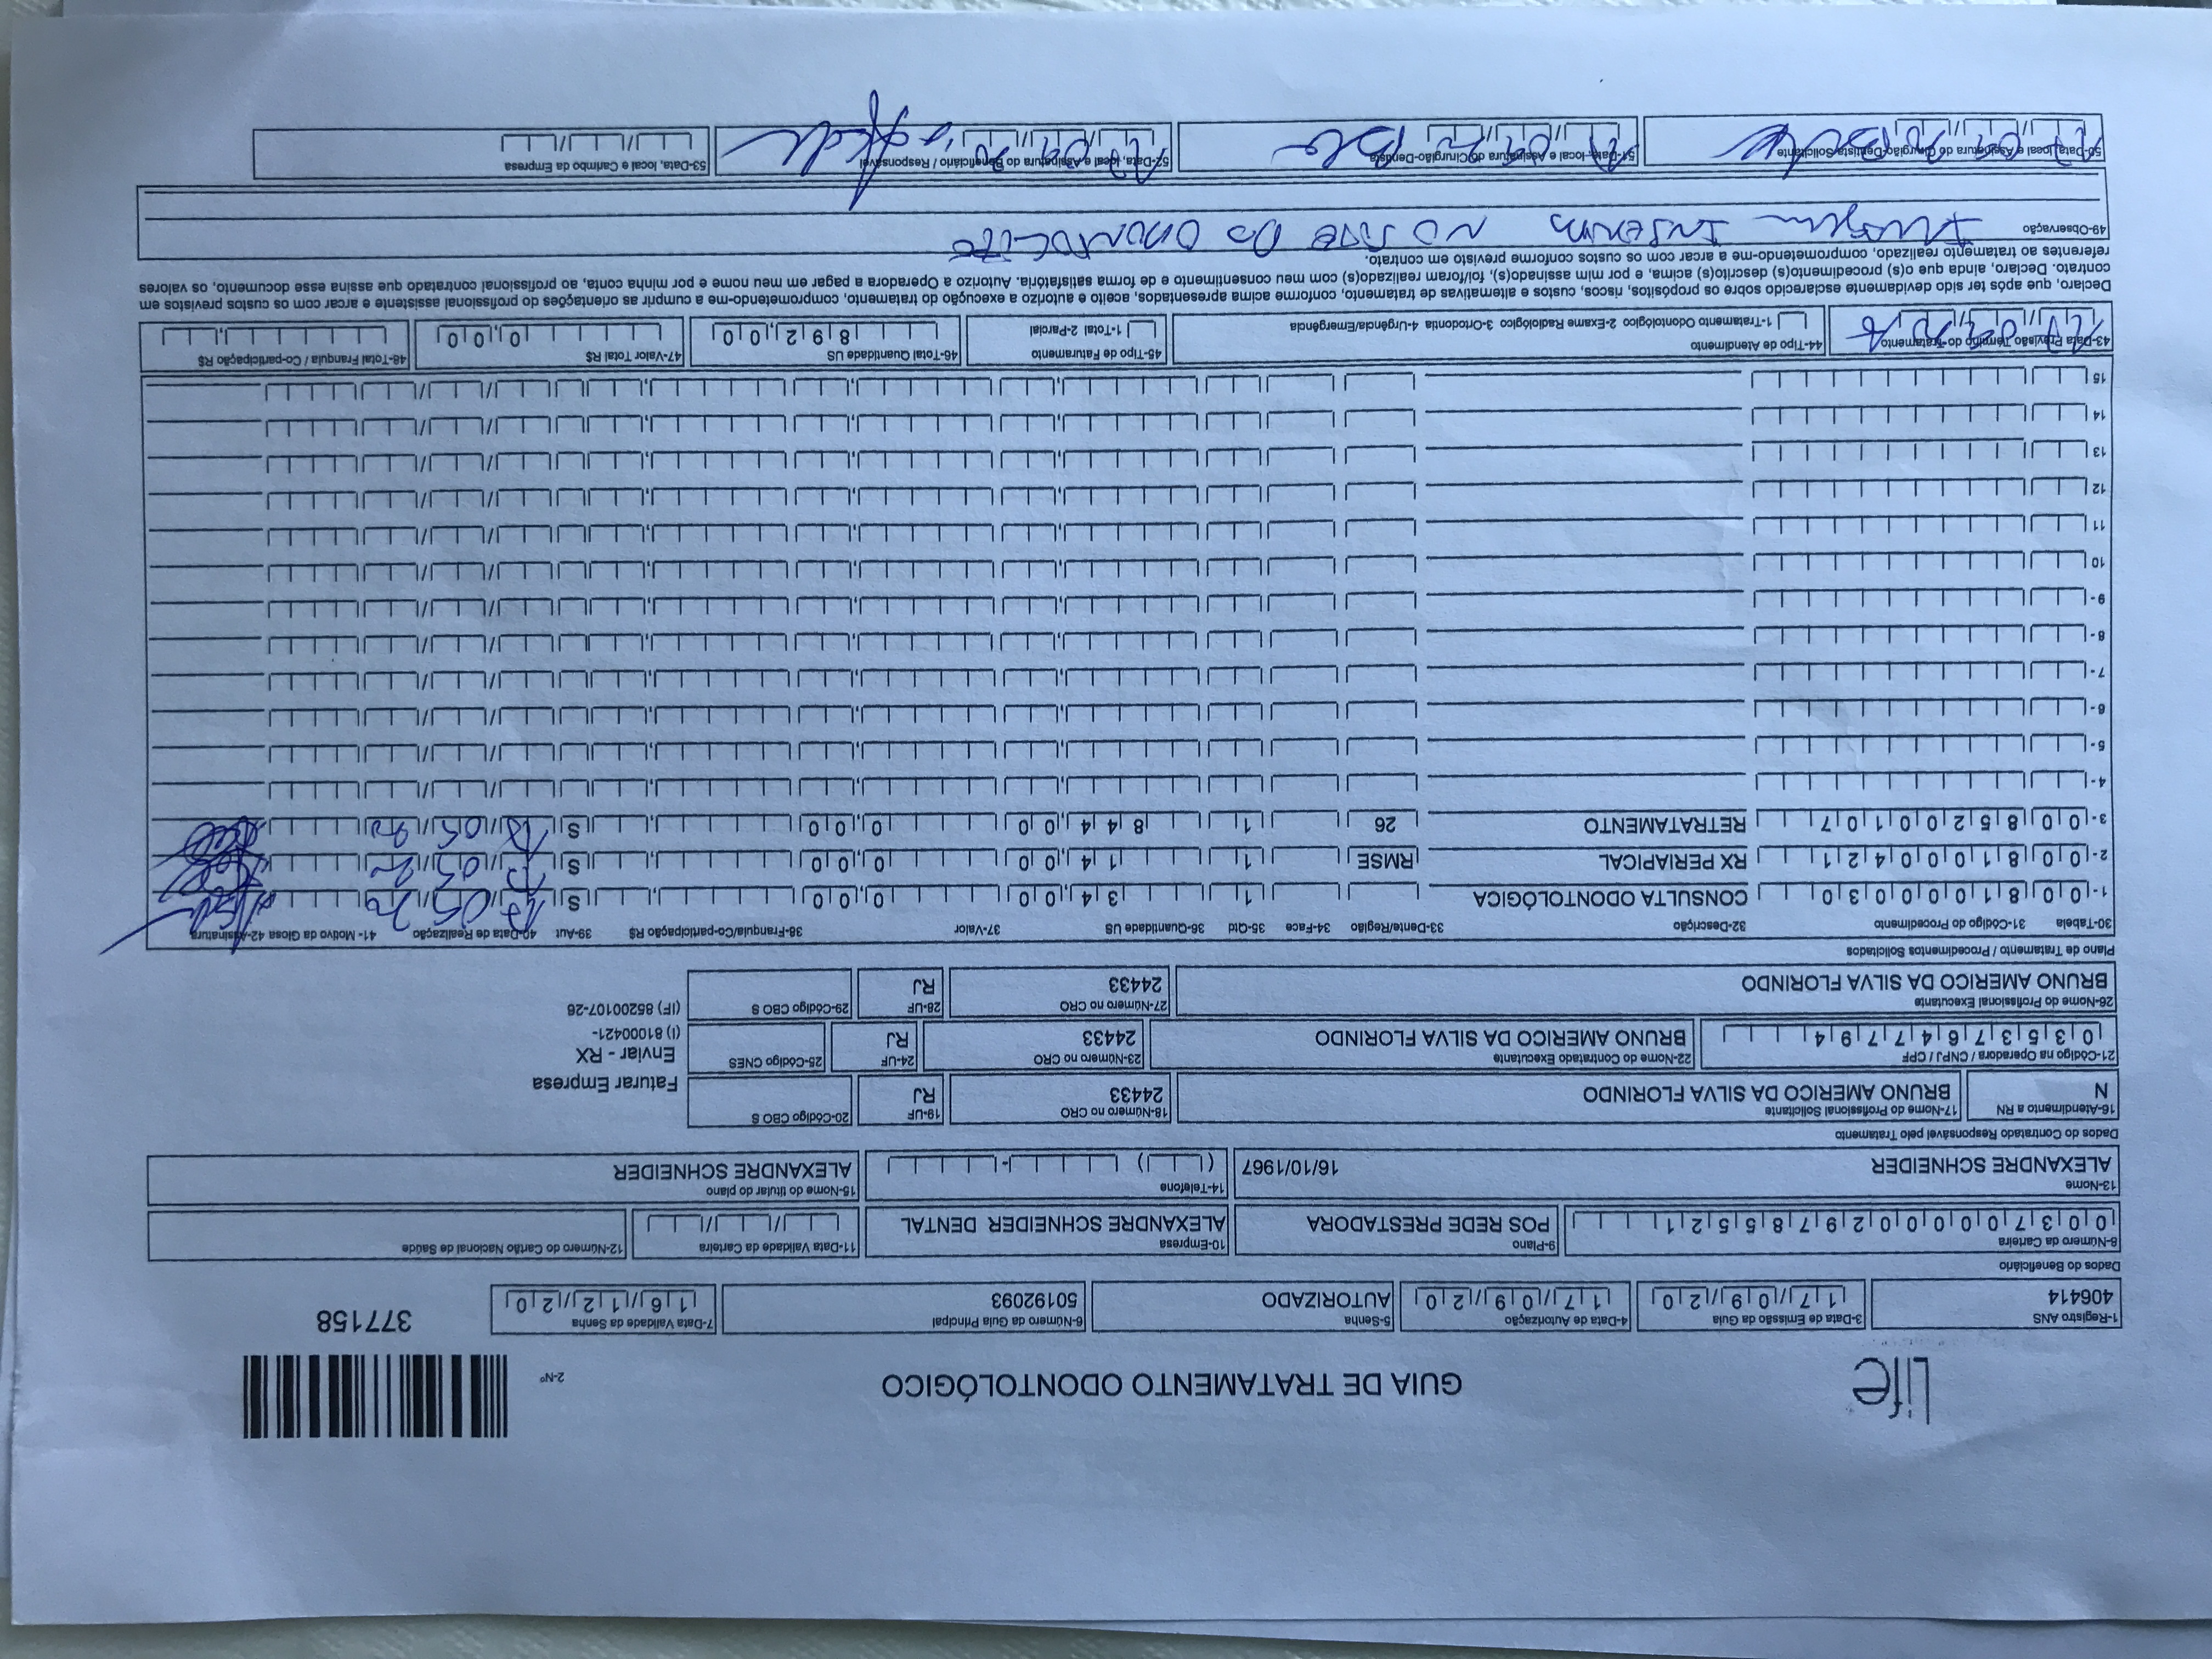 Life
GUIA DE TRATAMENTO ODONTOLÓGICO
2-Nº
377158
1-Registro ANS
406414
3-Data de Emissão da Guia
17//09//20
4-Data de Autorização
17//09//20
5-Senha
AUTORIZADO
6-Número da Guia Principal
50192093
7-Data Validade da Senha
16//12//20
Dados do Beneficiário
8-Número da Carteira
00370000029785521
9-Plano
POS REDE PRESTADORA
10-Empresa
ALEXANDRE SCHNEIDER DENTAL
11-Data Validade da Carteira
12-Número do Cartão Nacional de Saúde
13-Nome
ALEXANDRE SCHNEIDER
16/10/1967
14-Telefone
15-Nome do titular do plano
ALEXANDRE SCHNEIDER
Dados do Contratado Responsável pelo Tratamento
16-Atendimento a RN
N
17-Nome do Profissional Solicitante
BRUNO AMERICO DA SILVA FLORINDO
18-Número no CRO
24433
19-UF
RJ
20-Código CBO S
Faturar Empresa
Enviar - RX
(I) 81000421-
(IF) 85200107-26
21-Código na Operadora / CNPJ / CPF
03537647794
22-Nome do Contratado Executante
BRUNO AMERICO DA SILVA FLORINDO
23-Número no CRO
24433
24-UF
RJ
25-Código CNES
26-Nome do Profissional Executante
BRUNO AMERICO DA SILVA FLORINDO
27-Número no CRO
24433
28-UF
RJ
29-Código CBO S
Plano de Tratamento / Procedimentos Solicitados
30-Tabela 31-Código do Procedimento 32-Descrição 33-Dente/Região 34-Face 35-Qtd 36-Quantidade US 37-Valor 38-Franquia/Co-participação R$ 39-Aut 40-Data de Realização 41- Motivo da Glosa 42-Assinatura
1- 00 81000030 CONSULTA ODONTOLÓGICA 1 34,00 0,00 S
2- 00 81000421 RX PERIAPICAL RMSE 1 14,00 0,00 S
3- 00 85200107 RETRATAMENTO 26 1 844,00 0,00 S
4-
5-
6-
7-
8-
9-
10
11
12
13
14
15
43-Data Previsão Término do Tratamento
44-Tipo de Atendimento
1-Tratamento Odontológico 2-Exame Radiológico 3-Ortodontia 4-Urgência/Emergência
45-Tipo de Faturamento
1-Total 2-Parcial
46-Total Quantidade US
892,00
47-Valor Total R$
0,00
48-Total Franquia / Co-participação R$
Declaro, que após ter sido devidamente esclarecido sobre os propósitos, riscos, custos e alternativas de tratamento, conforme acima apresentados, aceito e autorizo a execução do tratamento, comprometendo-me a cumprir as orientações do profissional assistente e arcar com os custos previstos em
contrato. Declaro, ainda que o(s) procedimento(s) descrito(s) acima, e por mim assinado(s), foi/foram realizado(s) com meu consentimento e de forma satisfatória. Autorizo a Operadora a pagar em meu nome e por minha conta, ao profissional contratado que assina esse documento, os valores
referentes ao tratamento realizado, comprometendo-me a arcar com os custos conforme previsto em contrato.
49-Observação
NO SITE DA
50-Data, local e Assinatura do Cirurgião-Dentista Solicitante
51-Data, local e Assinatura do Cirurgião-Dentista
52-Data, local e Assinatura do Beneficiário / Responsável
53-Data, local e Carimbo da Empresa